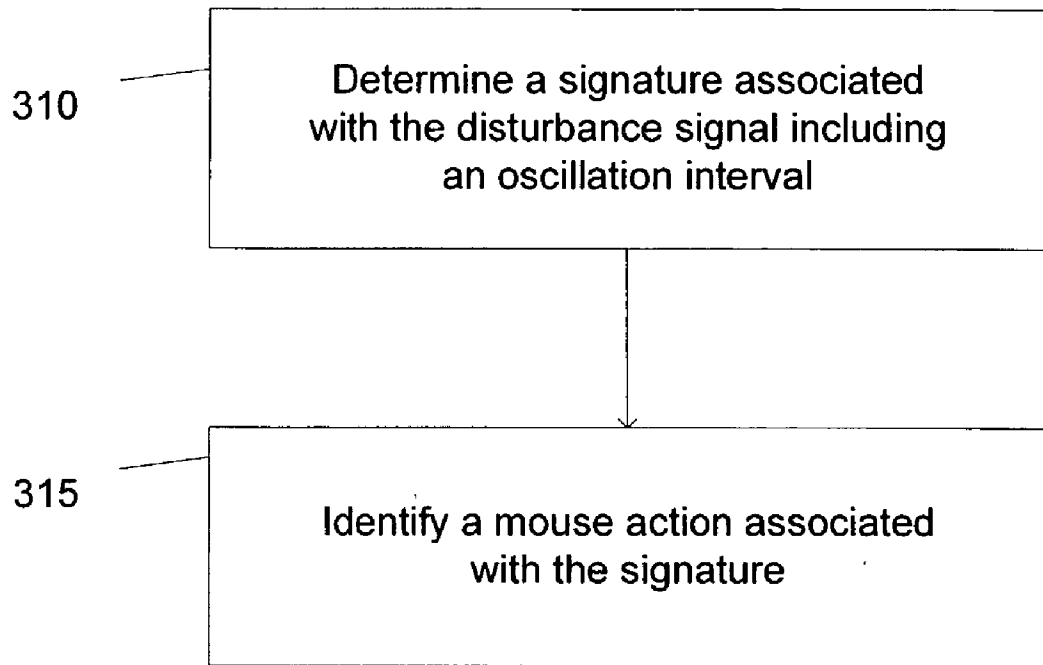 310
Determine a signature associated
with the disturbance signal including
an oscillation interval
315
Identify a mouse action associated
with the signature